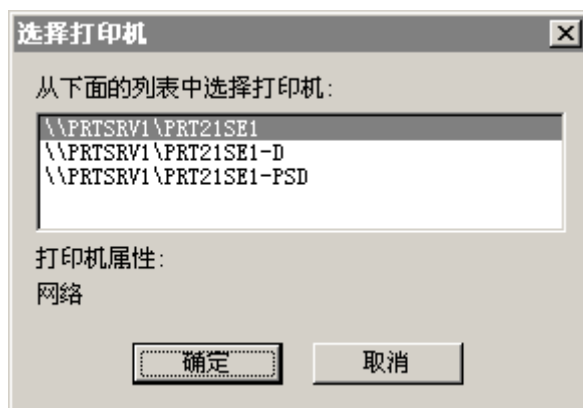 选择打印机
从下面的列表中选择打印机:
\\PRTSRV1\PRT21SE1
\\PRTSRV1\PRT21SE1-D
\\PRTSRV1\PRT21SE1-PSD
打印机属性:
网络
确定 取消